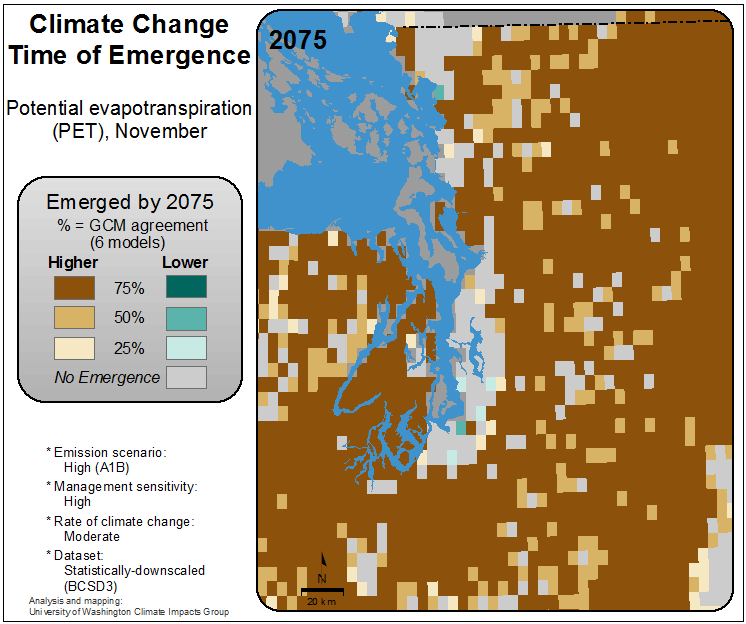 Climate Change
Time of Emergence
Potential evapotranspiration
(PET), November
Emerged by 2075
% = GCM agreement
(6 models)
Higher Lower
75%
50%
25%
No Emergence
* Emission scenario:
High (A1B)
* Management sensitivity:
High
* Rate of climate change:
Moderate
* Dataset:
Statistically-downscaled
(BCSD3)
Analysis and mapping:
University of Washington Climate Impacts Group
2075
N
20 km